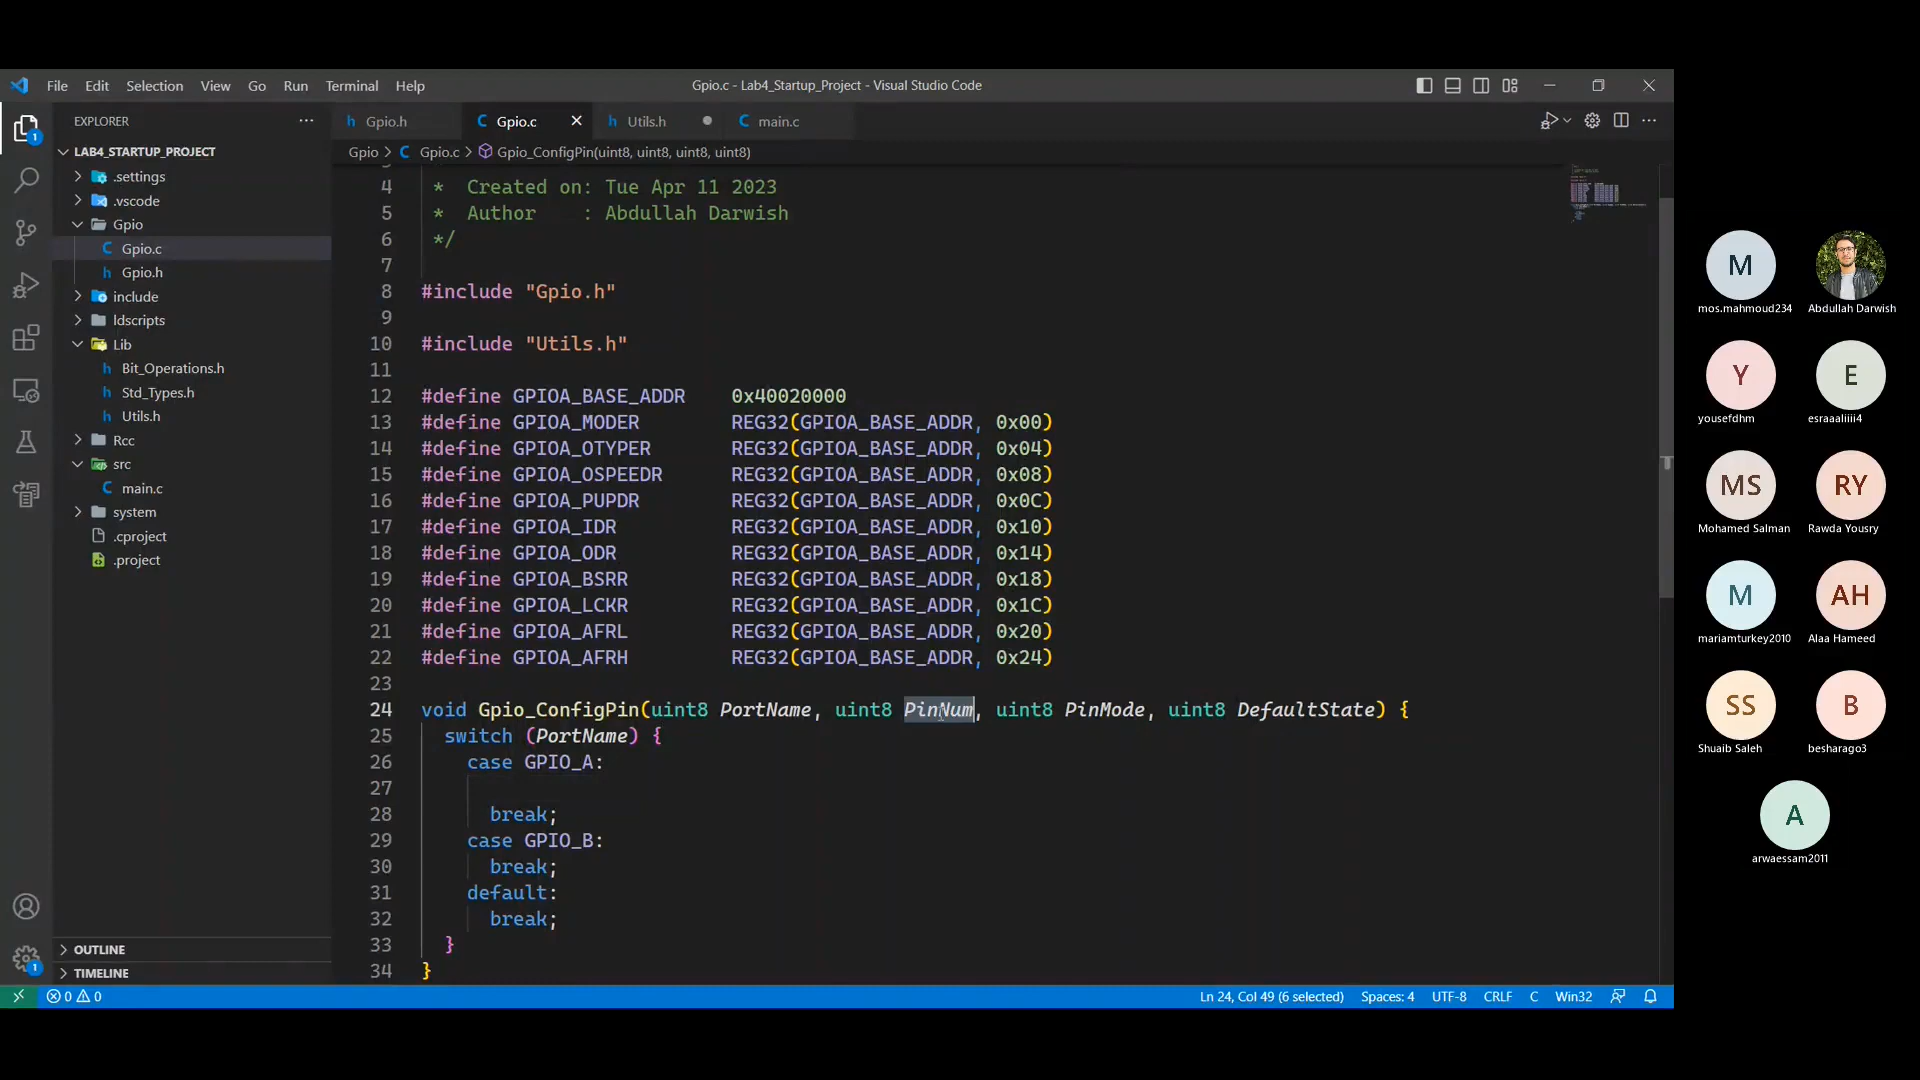 File Edit Selection View Go Run Terminal Help
Gpio.c - Lab4_Startup_Project - Visual Studio Code
EXPLORER
LAB4_STARTUP_PROJECT
.settings
.vscode
Gpio
Gpio.c
Gpio.h
include
ldscripts
Lib
Bit_Operations.h
Std_Types.h
Utils.h
Rcc
src
main.c
system
.cproject
.project
OUTLINE
TIMELINE
1
1
Gpio.h Gpio.c Utils.h main.c
Gpio > Gpio.c > Gpio_ConfigPin(uint8, uint8, uint8, uint8)
4 * Created on: Tue Apr 11 2023
5 * Author : Abdullah Darwish
6 */
7
8 #include "Gpio.h"
9
10 #include "Utils.h"
11
12 #define GPIOA_BASE_ADDR 0x40020000
13 #define GPIOA_MODER REG32(GPIOA_BASE_ADDR, 0x00)
14 #define GPIOA_OTYPER REG32(GPIOA_BASE_ADDR, 0x04)
15 #define GPIOA_OSPEEDR REG32(GPIOA_BASE_ADDR, 0x08)
16 #define GPIOA_PUPDR REG32(GPIOA_BASE_ADDR, 0x0C)
17 #define GPIOA_IDR REG32(GPIOA_BASE_ADDR, 0x10)
18 #define GPIOA_ODR REG32(GPIOA_BASE_ADDR, 0x14)
19 #define GPIOA_BSRR REG32(GPIOA_BASE_ADDR, 0x18)
20 #define GPIOA_LCKR REG32(GPIOA_BASE_ADDR, 0x1C)
21 #define GPIOA_AFRL REG32(GPIOA_BASE_ADDR, 0x20)
22 #define GPIOA_AFRH REG32(GPIOA_BASE_ADDR, 0x24)
23
24 void Gpio_ConfigPin(uint8 PortName, uint8 PinNum, uint8 PinMode, uint8 DefaultState) {
25 switch (PortName) {
26 case GPIO_A:
27
28 break;
29 case GPIO_B:
30 break;
31 default:
32 break;
33 }
34 }
0 0
Ln 24, Col 49 (6 selected) Spaces: 4 UTF-8 CRLF C Win32
M
mos.mahmoud234 Abdullah Darwish
Y E
yousefdhm esraaaliiii4
MS RY
Mohamed Salman Rawda Yousry
M AH
mariamturkey2010 Alaa Hameed
SS B
Shuaib Saleh besharago3
A
arwaessam2011